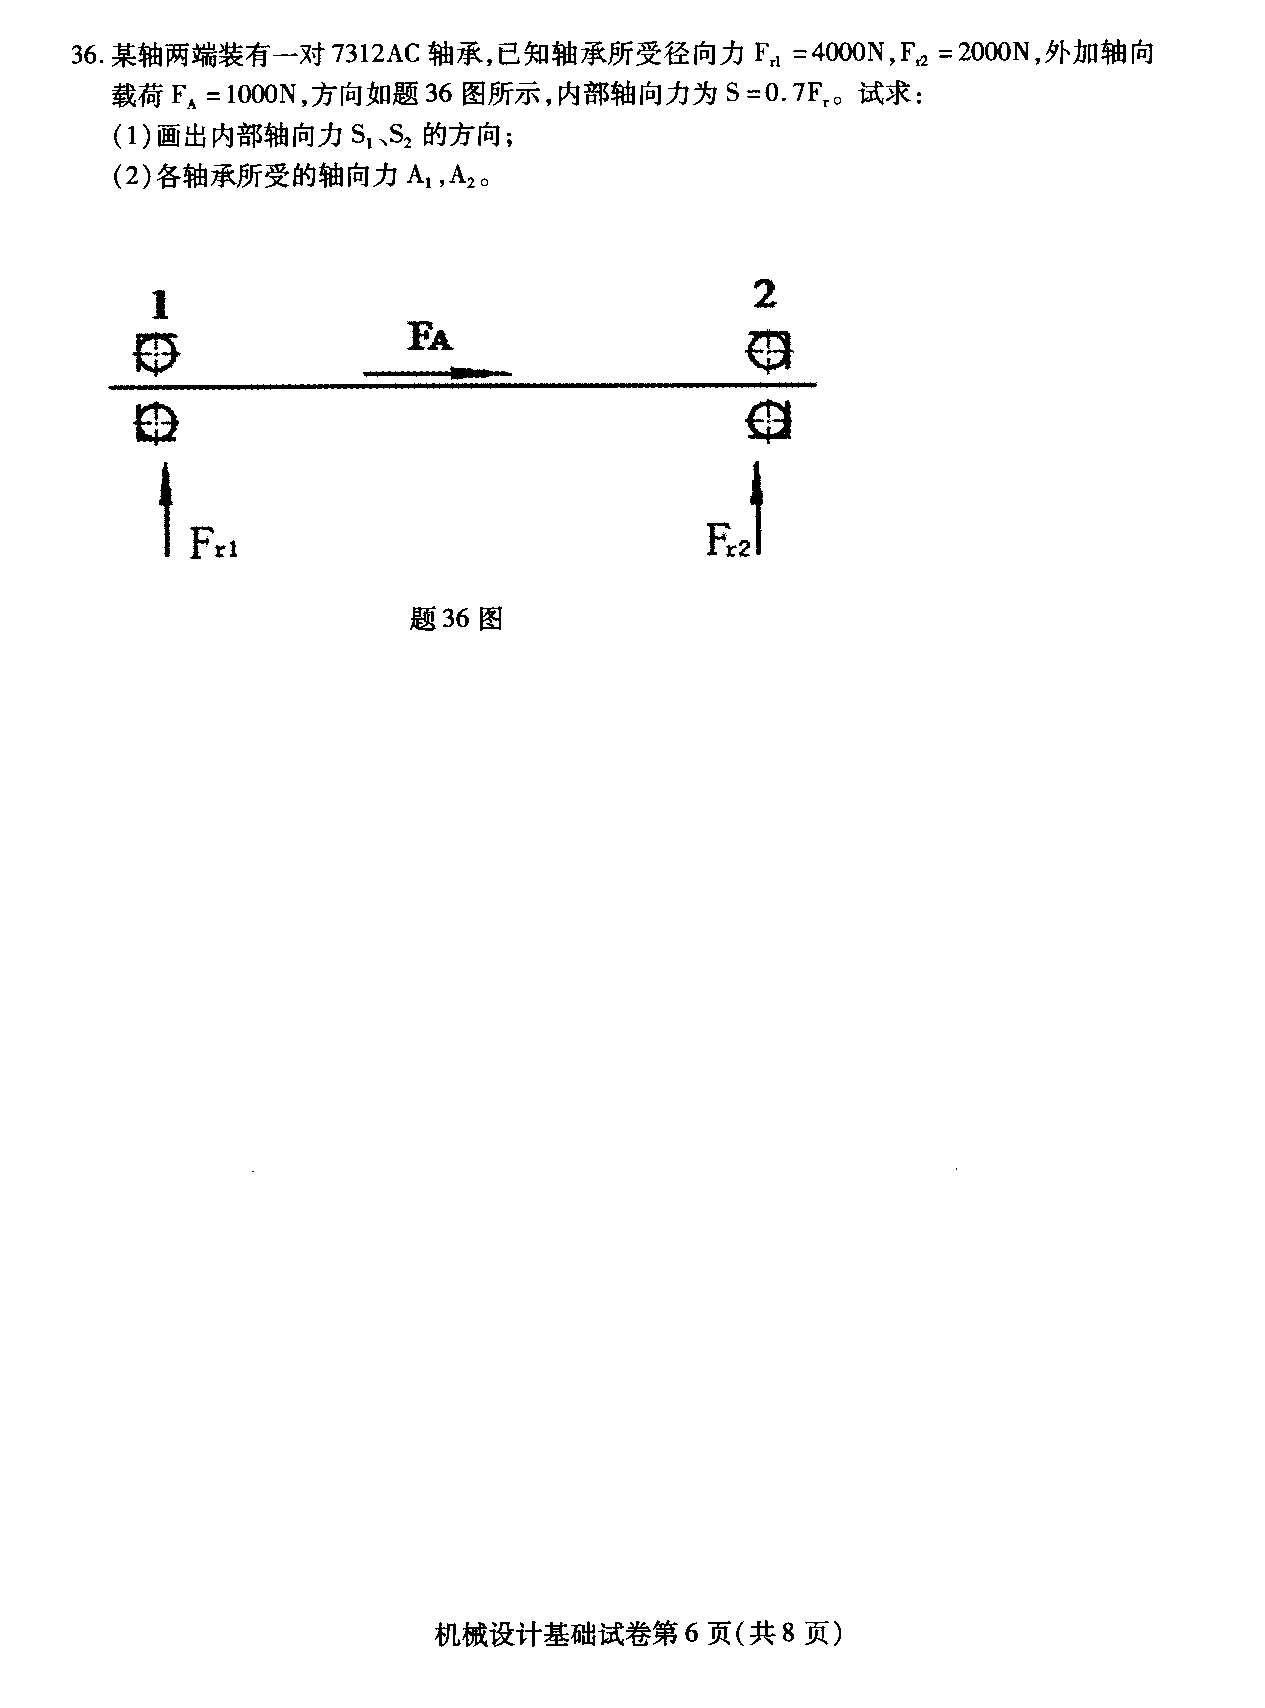 36. 某轴两端装有一对 7312AC 轴承,已知轴承所受径向力 Fr1 =4000N,Fr2 =2000N,外加轴向
载荷 FA =1000N,方向如题 36 图所示,内部轴向力为 S=0.7Fr。试求:
(1)画出内部轴向力 S1、S2 的方向;
(2)各轴承所受的轴向力 A1,A2。
1
2
FA
Fr1
Fr2
题 36 图
机械设计基础试卷第 6 页(共 8 页)